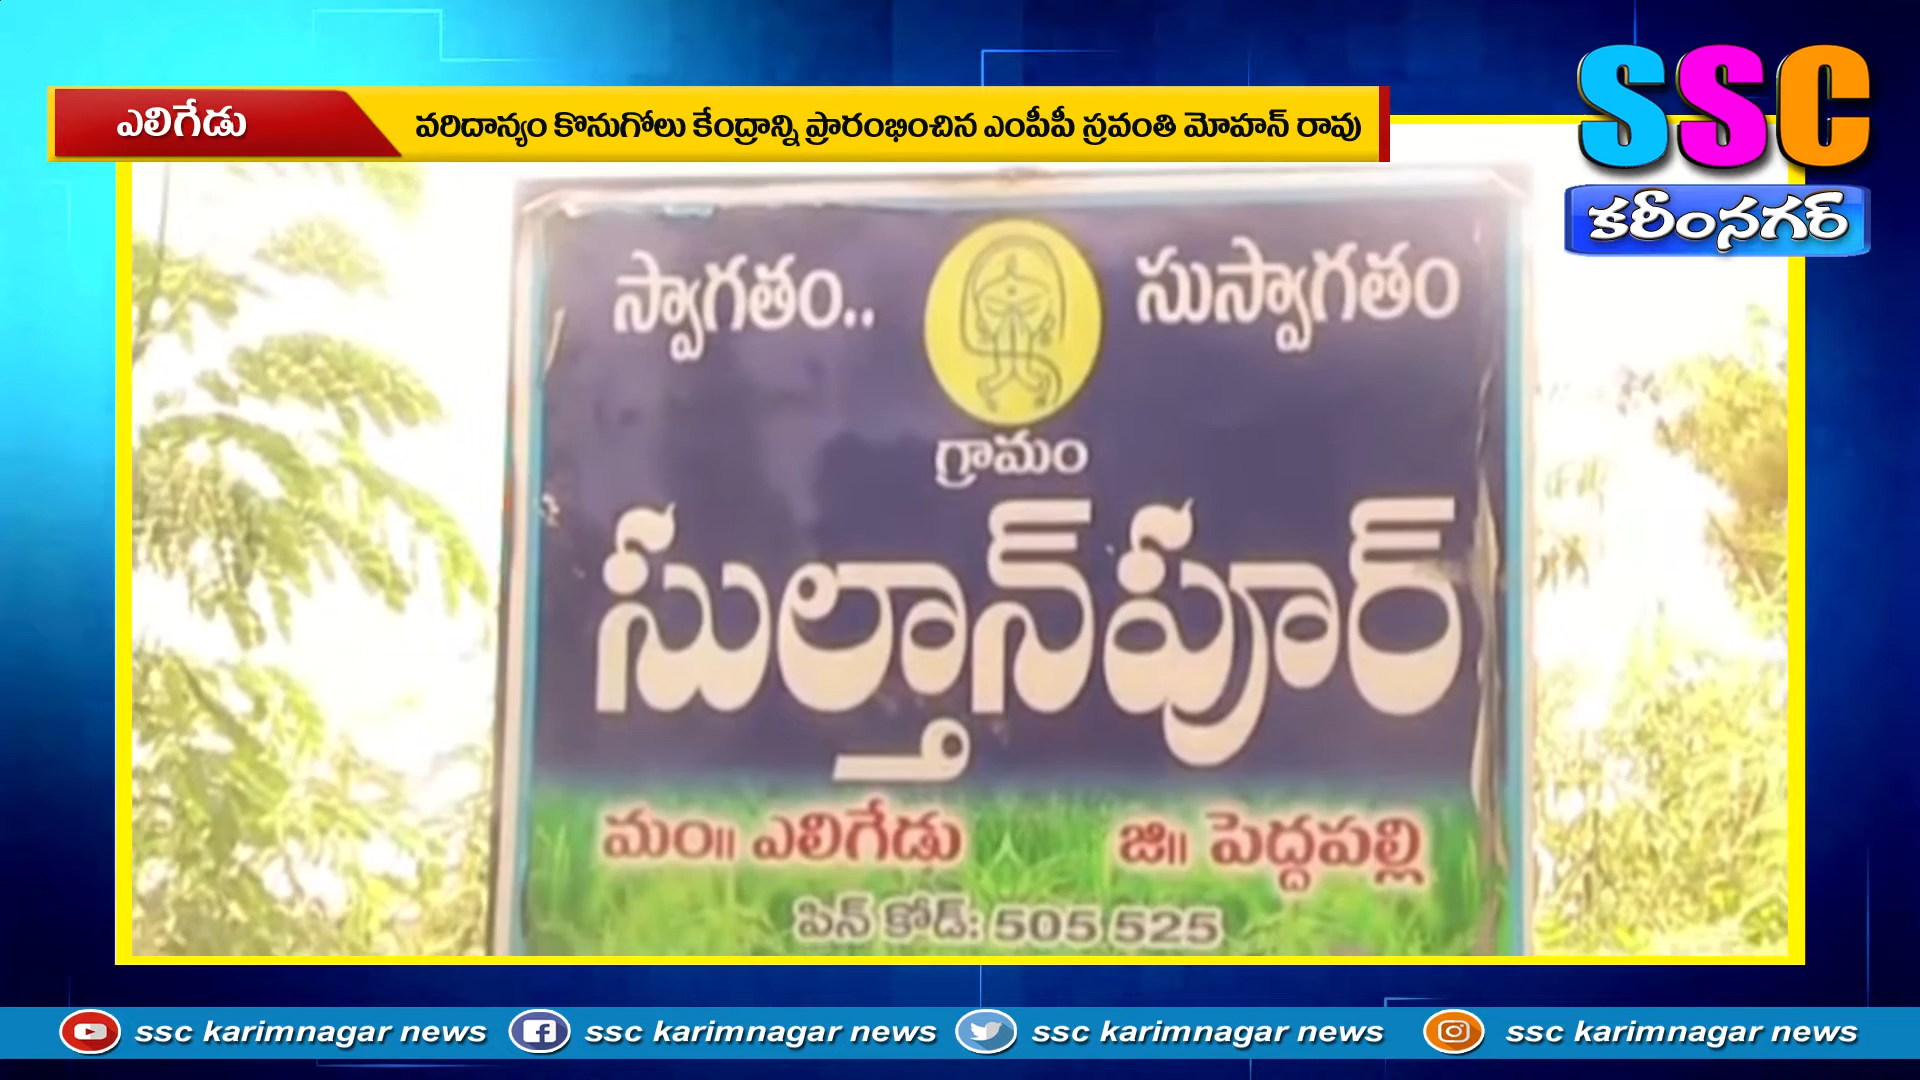 SSC
కరీంనగర్
ఎలిగేడు
వరిదాన్యం కొనుగోలు కేంద్రాన్ని ప్రారంభించిన ఎంపీపీ స్రవంతి మోహన్ రావు
స్వాగతం.. సుస్వాగతం
గ్రామం
సుల్తాన్‌పూర్
మం|| ఎలిగేడు జి|| పెద్దపల్లి
పిన్ కోడ్: 505 525
ssc karimnagar news ssc karimnagar news ssc karimnagar news ssc karimnagar news